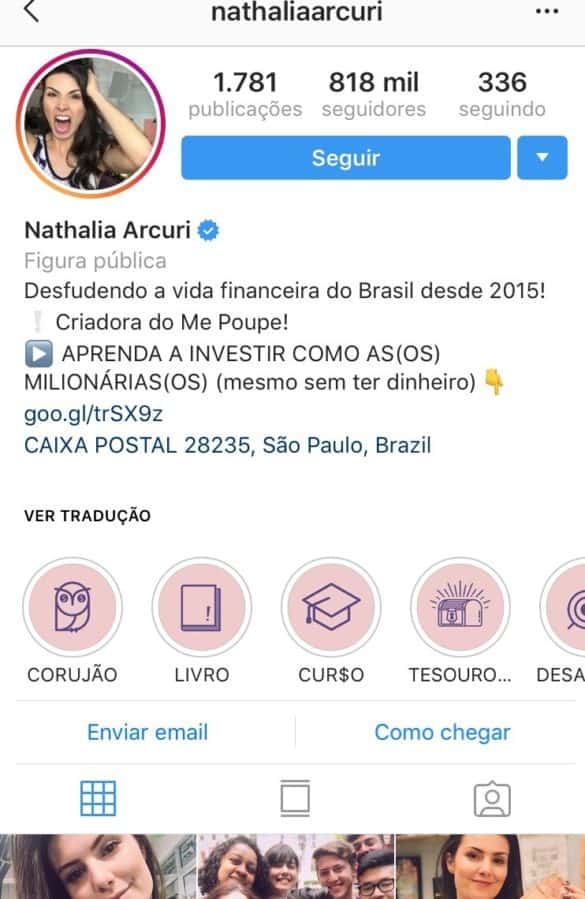 nathaliaarcuri
1.781 818 mil 336
publicações seguidores seguindo
Seguir
Nathalia Arcuri
Figura pública
Desfudendo a vida financeira do Brasil desde 2015!
❕ Criadora do Me Poupe!
▶️ APRENDA A INVESTIR COMO AS(OS)
MILIONÁRIAS(OS) (mesmo sem ter dinheiro) 👇
goo.gl/trSX9z
CAIXA POSTAL 28235, São Paulo, Brazil
VER TRADUÇÃO
CORUJÃO LIVRO CUR$O TESOURO... DESA
Enviar email Como chegar